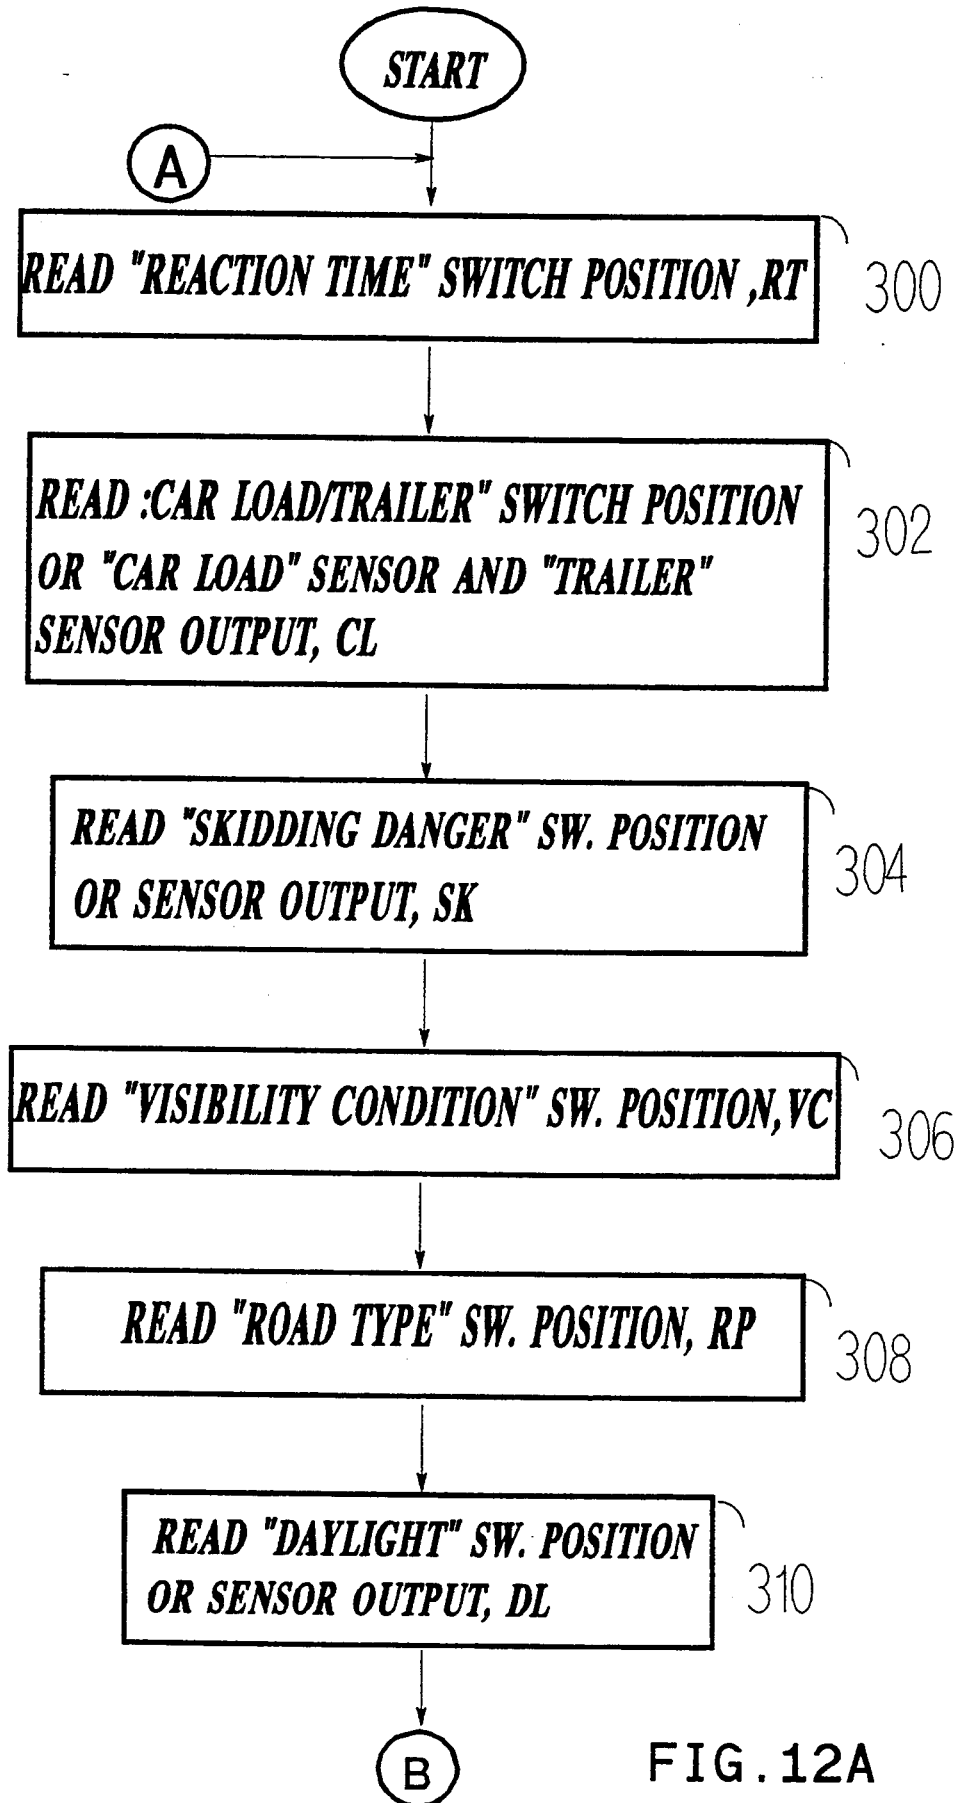 START
A
READ "REACTION TIME" SWITCH POSITION ,RT
300
READ :CAR LOAD/TRAILER" SWITCH POSITION
OR "CAR LOAD" SENSOR AND "TRAILER"
SENSOR OUTPUT, CL
302
READ "SKIDDING DANGER" SW. POSITION
OR SENSOR OUTPUT, SK
304
READ "VISIBILITY CONDITION" SW. POSITION,VC
306
READ "ROAD TYPE" SW. POSITION, RP
308
READ "DAYLIGHT" SW. POSITION
OR SENSOR OUTPUT, DL
310
B
FIG.12A